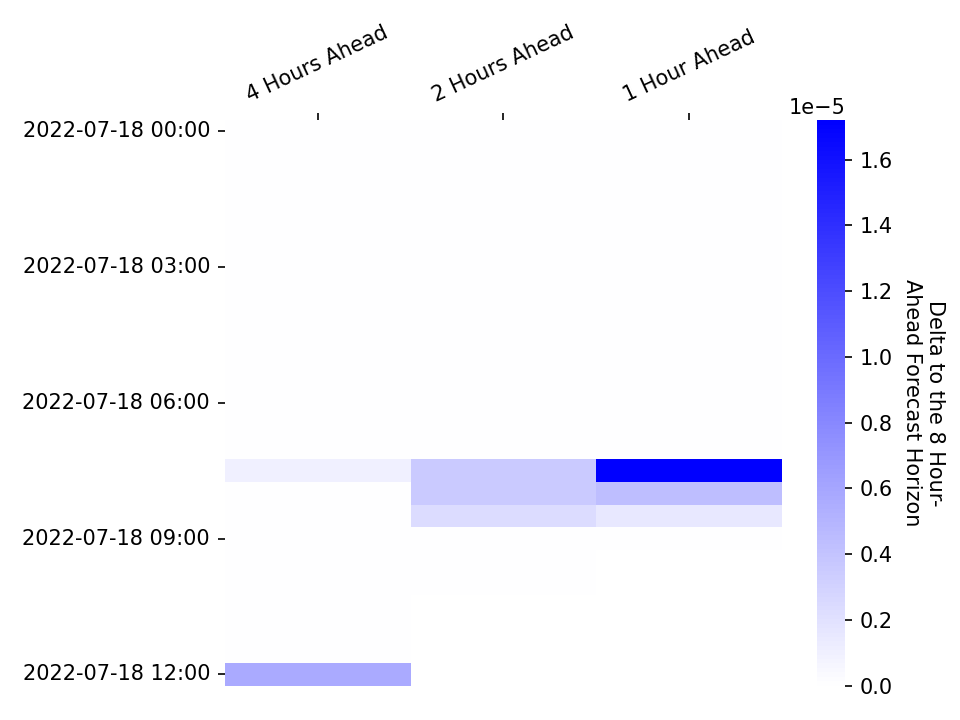 4 Hours Ahead
2 Hours Ahead
1 Hour Ahead
1e−5
2022-07-18 00:00
2022-07-18 03:00
2022-07-18 06:00
2022-07-18 09:00
2022-07-18 12:00
1.6
1.4
1.2
1.0
0.8
0.6
0.4
0.2
0.0
Delta to the 8 Hour-
Ahead Forecast Horizon